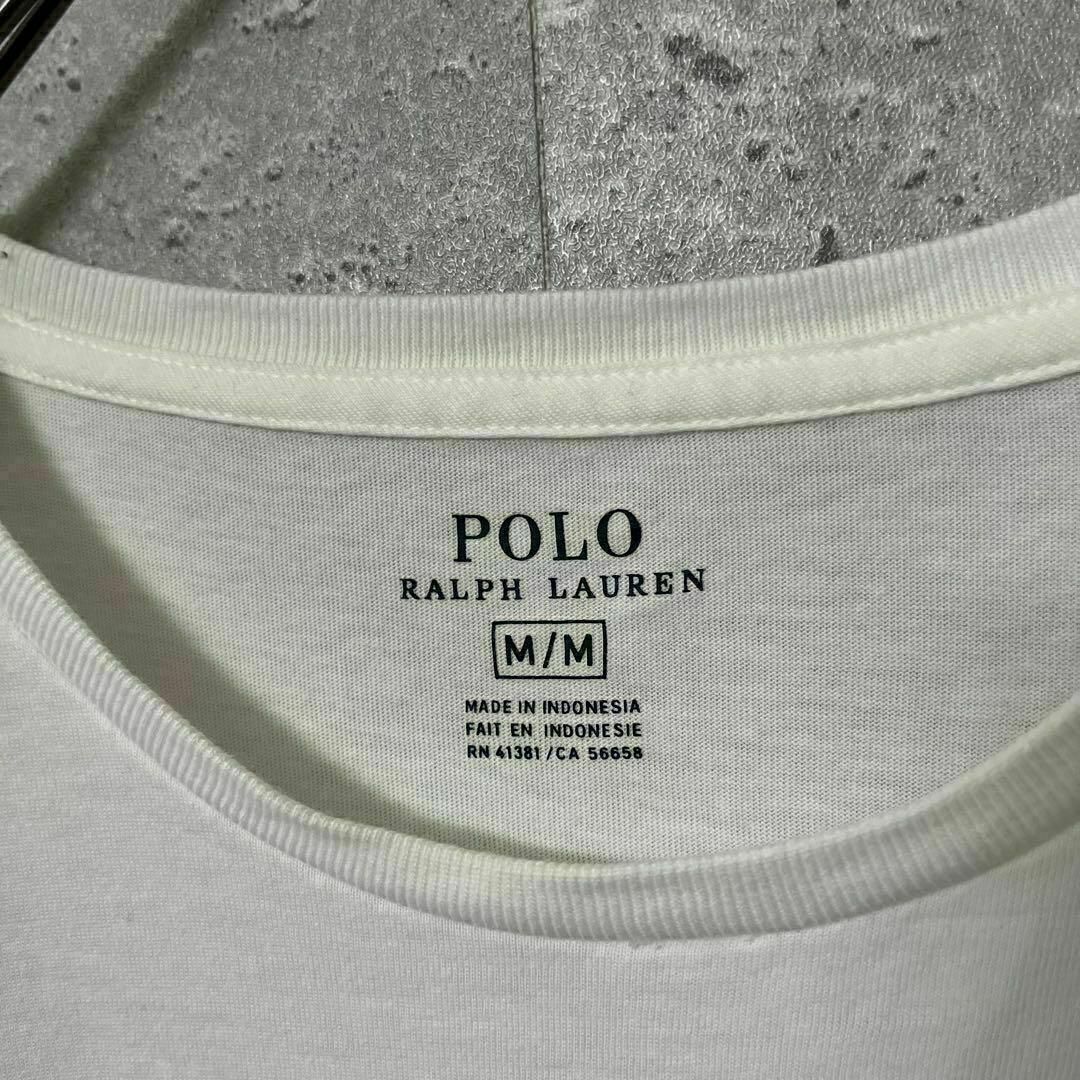 POLO
RALPH LAUREN
M/M
MADE IN INDONESIA
FAIT EN INDONESIE
RN 41381 /CA 56658